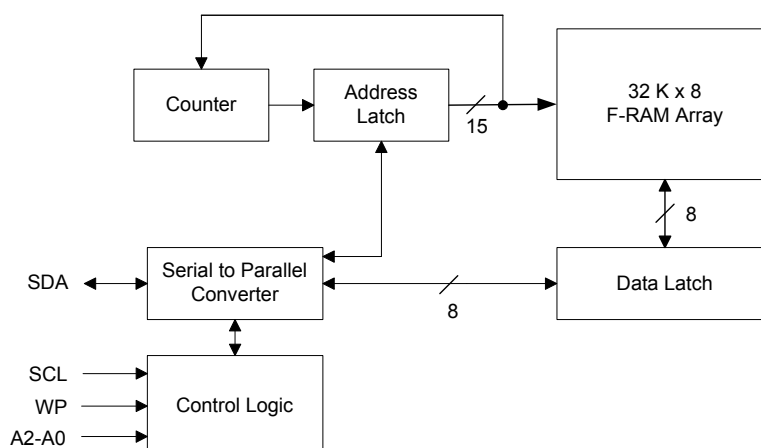 Counter
Address
Latch
15
32 K x 8
F-RAM Array
8
SDA
Serial to Parallel
Converter
8
Data Latch
SCL
WP
A2-A0
Control Logic